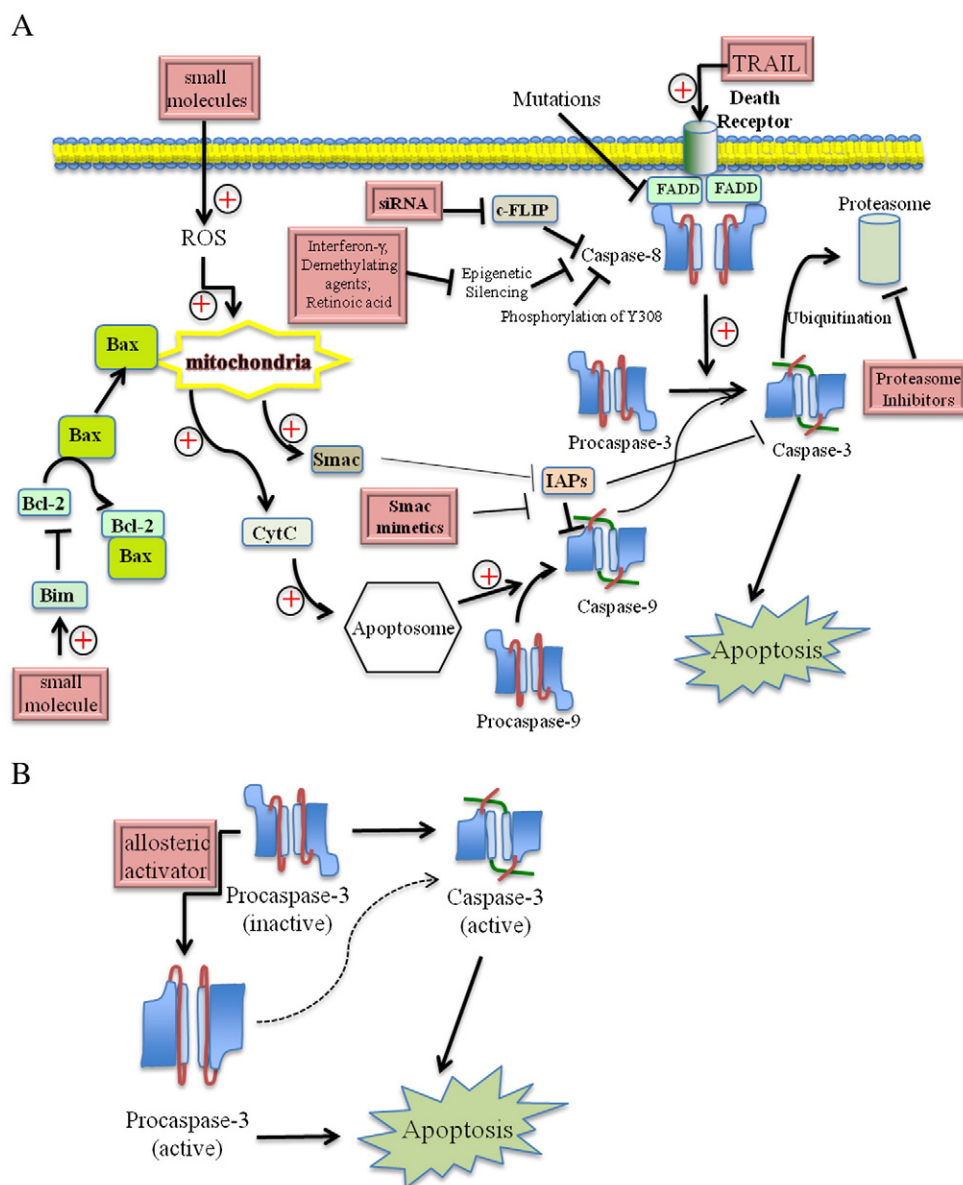 A
small
molecules
TRAIL
Mutations
Death
Receptor
FADD
FADD
siRNA
c-FLIP
Proteasome
ROS
Interferon-γ,
Demethylating
agents;
Retinoic acid
Caspase-8
Epigenetic
Silencing
Phosphorylation of Y308
Ubiquitination
Bax
mitochondria
Proteasome
Inhibitors
Procaspase-3
Caspase-3
Bax
Smac
IAPs
Bcl-2
Smac
mimetics
Bcl-2
Bax
CytC
Bim
Caspase-9
Apoptosome
small
molecule
Procaspase-9
Apoptosis
B
allosteric
activator
Procaspase-3
(inactive)
Caspase-3
(active)
Procaspase-3
(active)
Apoptosis